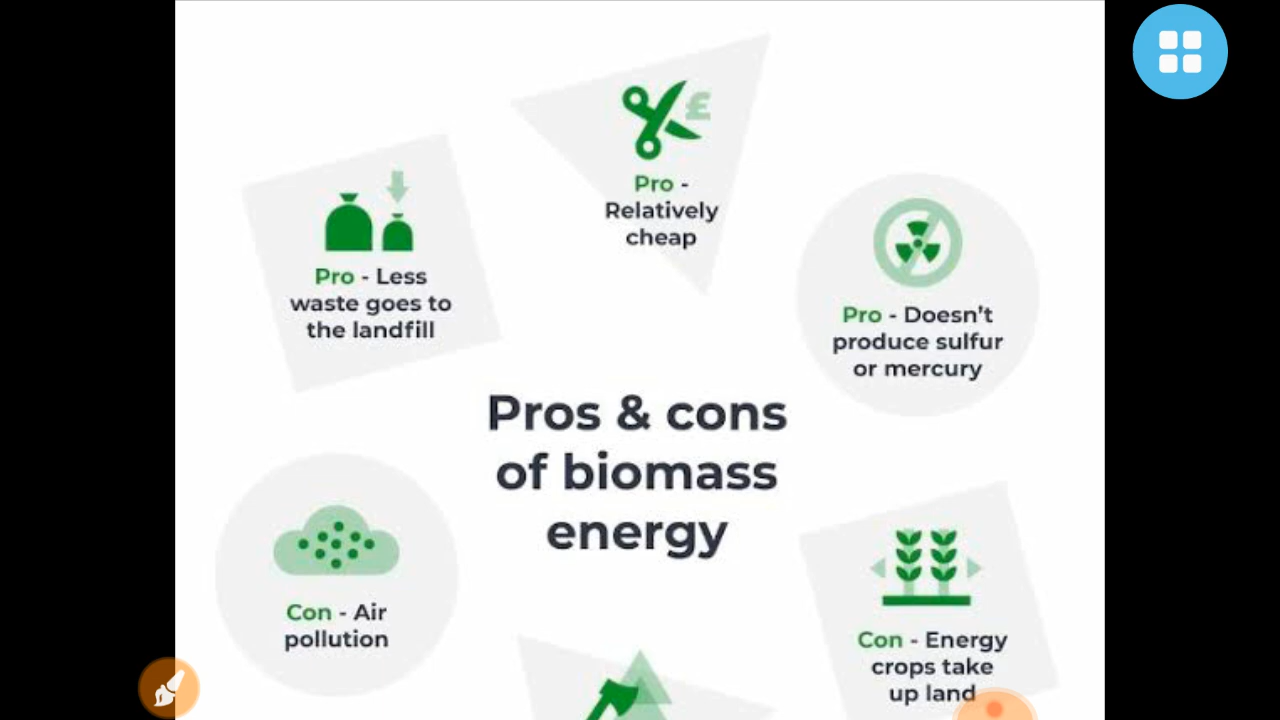 Pro -
Relatively
cheap
Pro - Less
waste goes to
the landfill
Pro - Doesn’t
produce sulfur
or mercury
Pros & cons
of biomass
energy
Con - Air
pollution
Con - Energy
crops take
up land